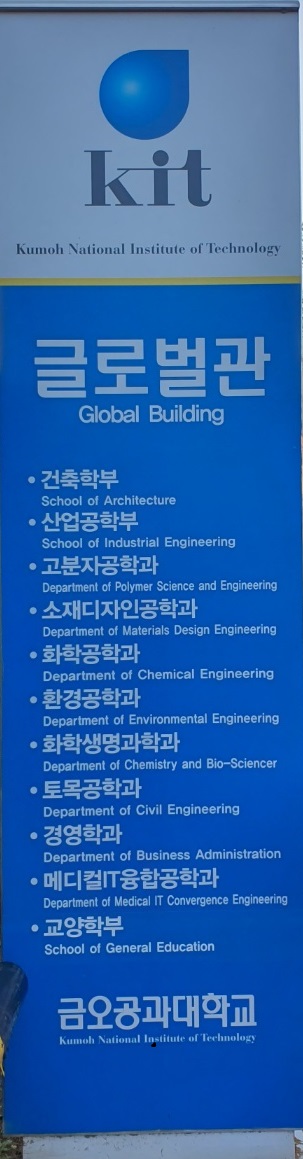 kit
Kumoh National Institute of Technology
글로벌관
Global Building
• 건축학부
School of Architecture
• 산업공학부
School of Industrial Engineering
• 고분자공학과
Department of Polymer Science and Engineering
• 소재디자인공학과
Department of Materials Design Engineering
• 화학공학과
Department of Chemical Engineering
• 환경공학과
Department of Environmental Engineering
• 화학생명과학과
Department of Chemistry and Bio-Sciencer
• 토목공학과
Department of Civil Engineering
• 경영학과
Department of Business Administration
• 메디컬IT융합공학과
Department of Medical IT Convergence Engineering
• 교양학부
School of General Education
금오공과대학교
Kumoh National Institute of Technology